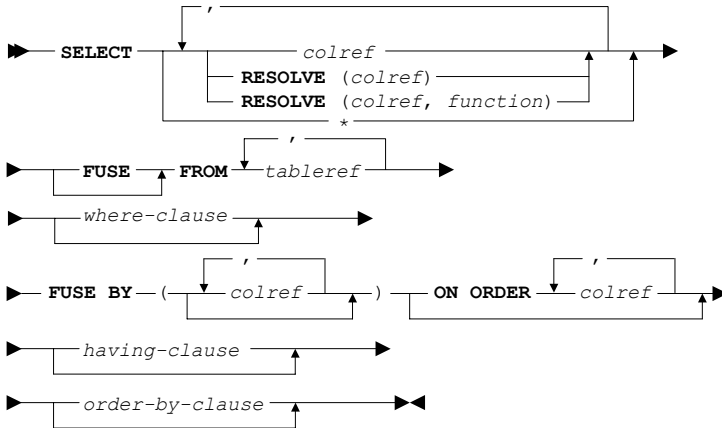 ,
SELECT colref
RESOLVE (colref)
RESOLVE (colref, function)
*
,
FUSE FROM tableref
where-clause
, ,
FUSE BY ( colref ) ON ORDER colref
having-clause
order-by-clause